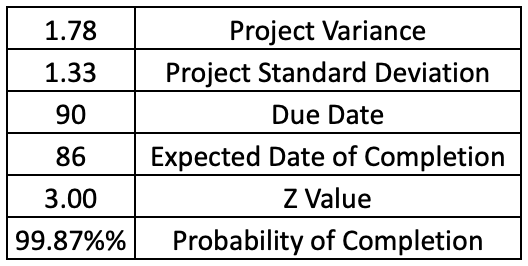 1.78 Project Variance
1.33 Project Standard Deviation
90 Due Date
86 Expected Date of Completion
3.00 Z Value
99.87%% Probability of Completion